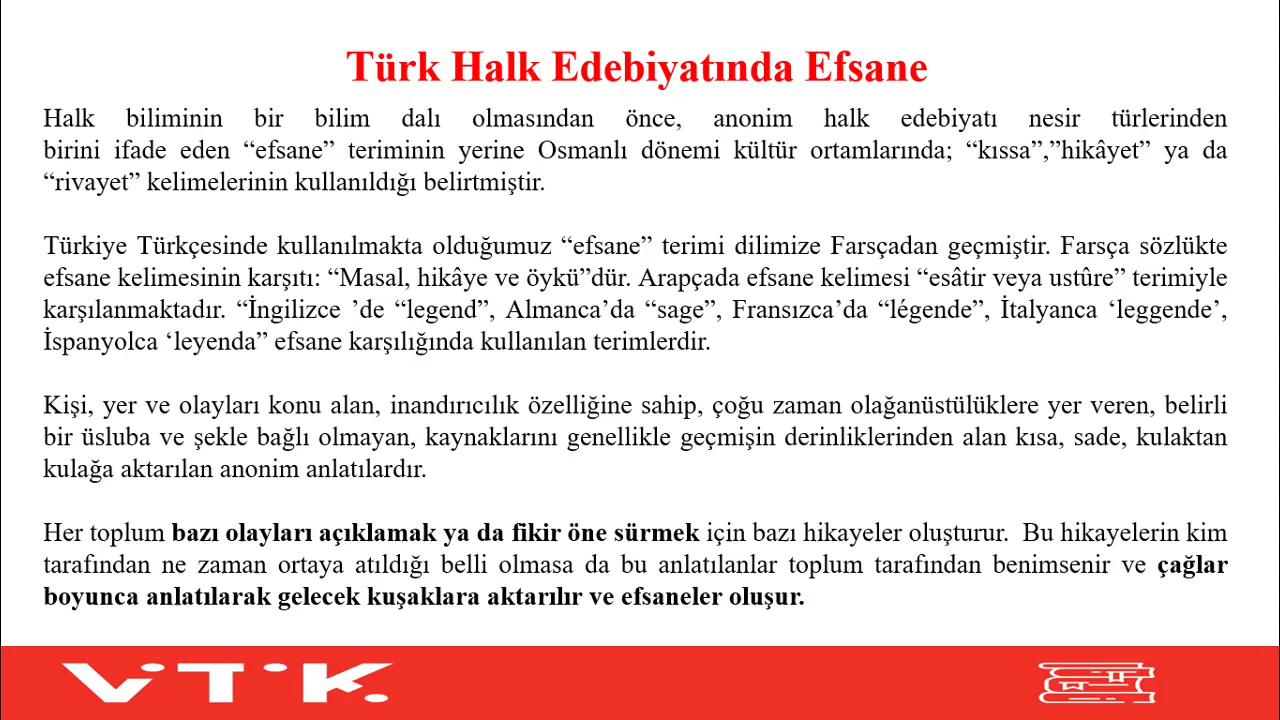 Türk Halk Edebiyatında Efsane
Halk biliminin bir bilim dalı olmasından önce, anonim halk edebiyatı nesir türlerinden
birini ifade eden “efsane” teriminin yerine Osmanlı dönemi kültür ortamlarında; “kıssa”,”hikâyet” ya da
“rivayet” kelimelerinin kullanıldığı belirtmiştir.
Türkiye Türkçesinde kullanılmakta olduğumuz “efsane” terimi dilimize Farsçadan geçmiştir. Farsça sözlükte
efsane kelimesinin karşıtı: “Masal, hikâye ve öykü”dür. Arapçada efsane kelimesi “esâtir veya ustûre” terimiyle
karşılanmaktadır. “İngilizce ’de “legend”, Almanca’da “sage”, Fransızca’da “légende”, İtalyanca ‘leggende’,
İspanyolca ‘leyenda” efsane karşılığında kullanılan terimlerdir.
Kişi, yer ve olayları konu alan, inandırıcılık özelliğine sahip, çoğu zaman olağanüstülüklere yer veren, belirli
bir üsluba ve şekle bağlı olmayan, kaynaklarını genellikle geçmişin derinliklerinden alan kısa, sade, kulaktan
kulağa aktarılan anonim anlatılardır.
Her toplum bazı olayları açıklamak ya da fikir öne sürmek için bazı hikayeler oluşturur. Bu hikayelerin kim
tarafından ne zaman ortaya atıldığı belli olmasa da bu anlatılanlar toplum tarafından benimsenir ve çağlar
boyunca anlatılarak gelecek kuşaklara aktarılır ve efsaneler oluşur.
VİTİK.